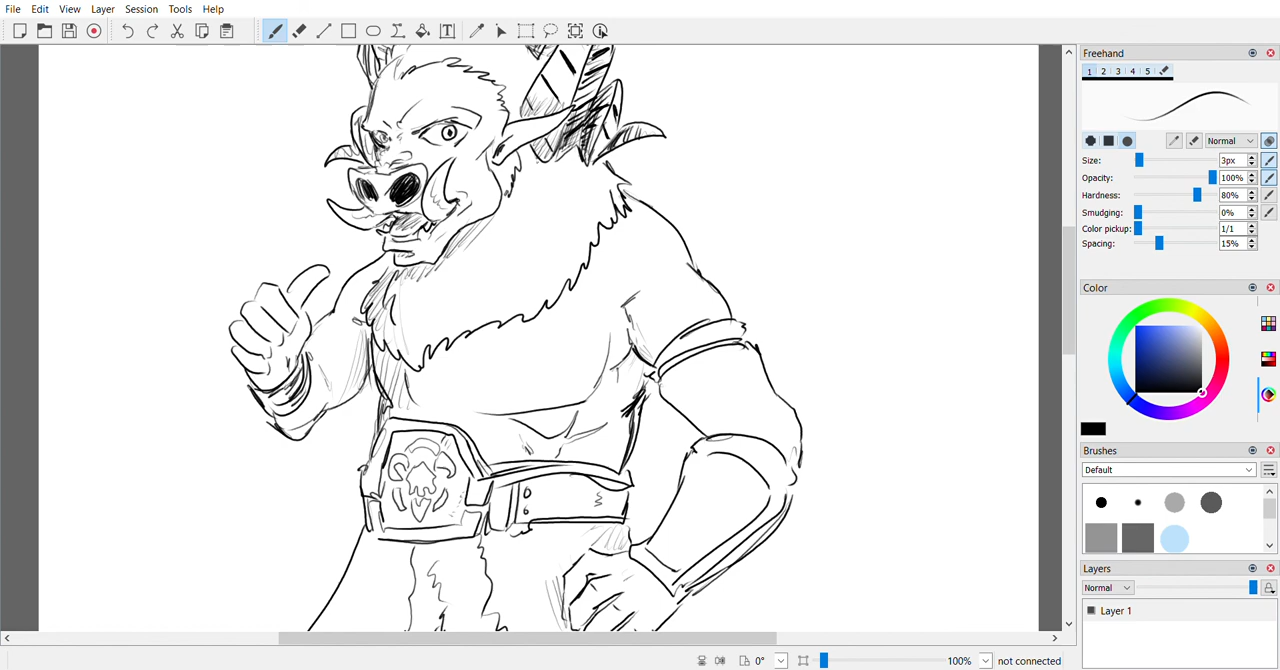 File Edit View Layer Session Tools Help
Freehand
1 2 3 4 5
Normal
Size: 3px
Opacity: 100%
Hardness: 80%
Smudging: 0%
Color pickup: 1/1
Spacing: 15%
Color
Brushes
Default
Layers
Normal
Layer 1
0° 100% not connected